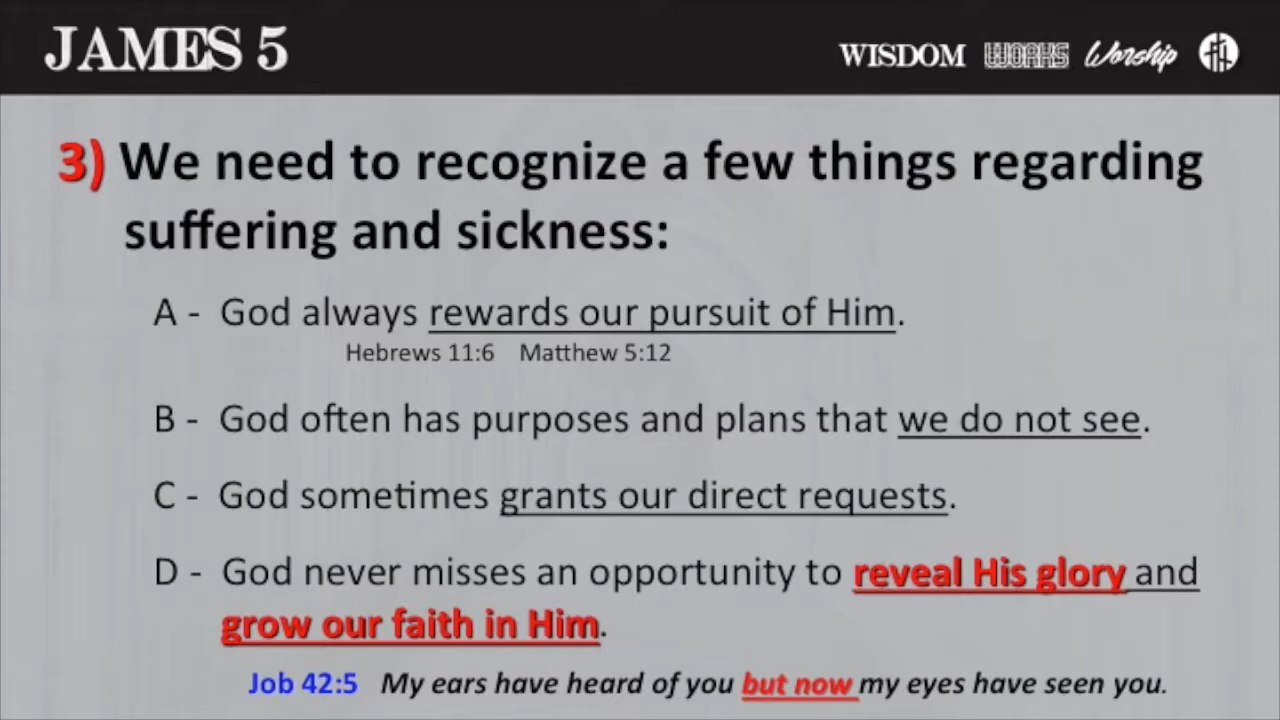 JAMES 5
WISDOM WORKS Worship
3) We need to recognize a few things regarding
suffering and sickness:
A - God always rewards our pursuit of Him.
Hebrews 11:6 Matthew 5:12
B - God often has purposes and plans that we do not see.
C - God sometimes grants our direct requests.
D - God never misses an opportunity to reveal His glory and
grow our faith in Him.
Job 42:5 My ears have heard of you but now my eyes have seen you.